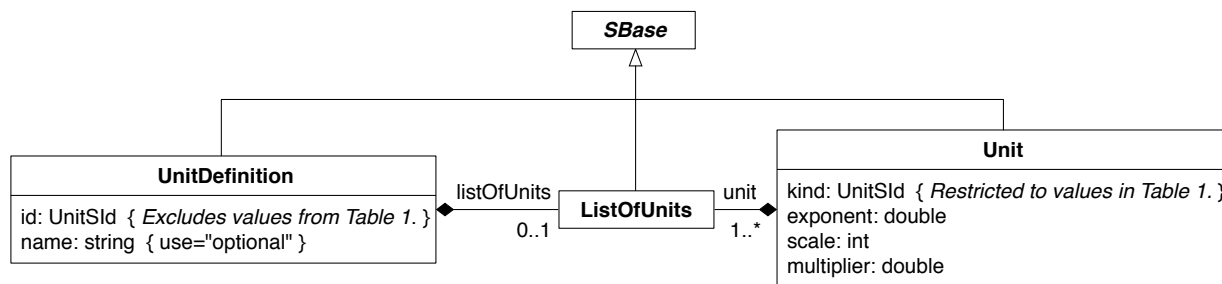 SBase
UnitDefinition
id: UnitSId { Excludes values from Table 1. }
name: string { use="optional" }
listOfUnits
0..1
ListOfUnits
unit
1..*
Unit
kind: UnitSId { Restricted to values in Table 1. }
exponent: double
scale: int
multiplier: double